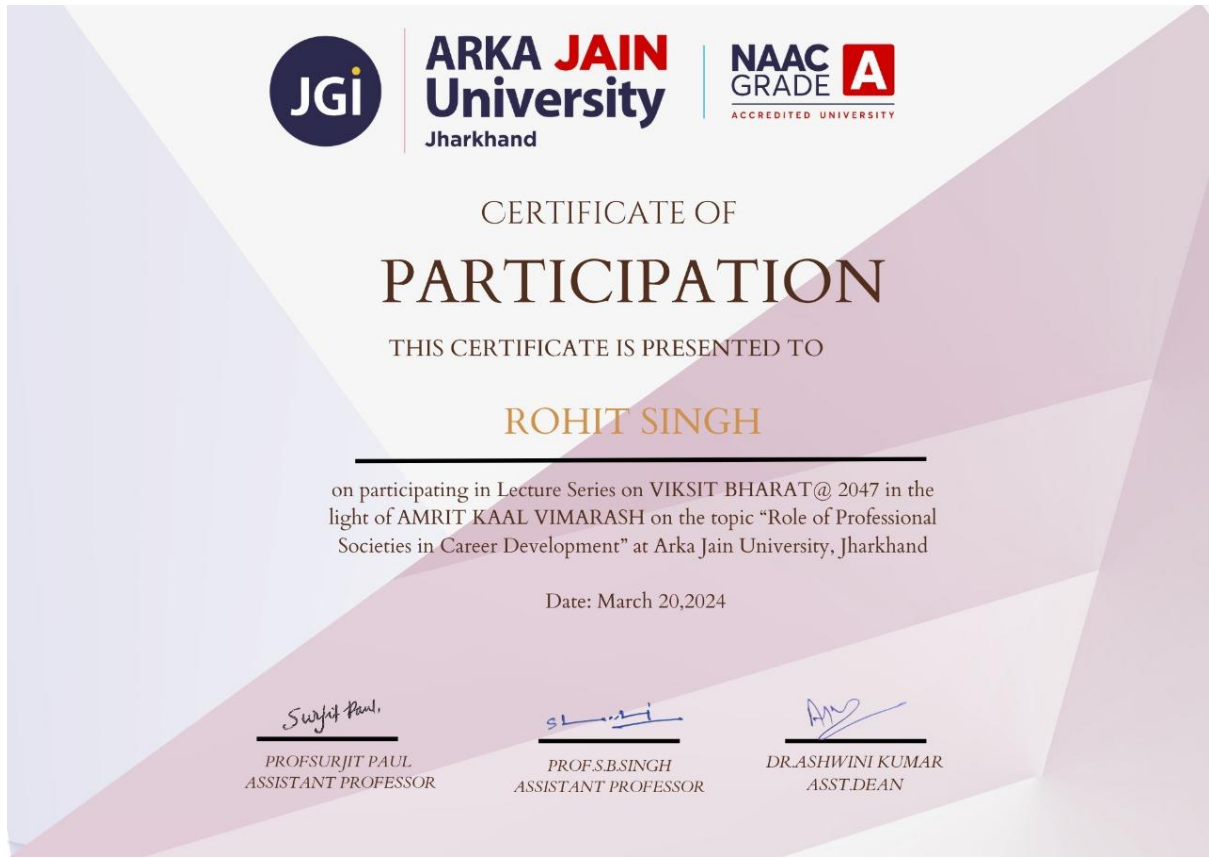 JGi
ARKA JAIN
University
Jharkhand
NAAC
GRADE A
ACCREDITED UNIVERSITY
CERTIFICATE OF
PARTICIPATION
THIS CERTIFICATE IS PRESENTED TO
ROHIT SINGH
on participating in Lecture Series on VIKSIT BHARAT@ 2047 in the
light of AMRIT KAAL VIMARASH on the topic “Role of Professional
Societies in Career Development” at Arka Jain University, Jharkhand
Date: March 20,2024
Surjit Paul.
PROFSURJIT PAUL
ASSISTANT PROFESSOR
PROF.S.B.SINGH
ASSISTANT PROFESSOR
DR.ASHWINI KUMAR
ASST.DEAN